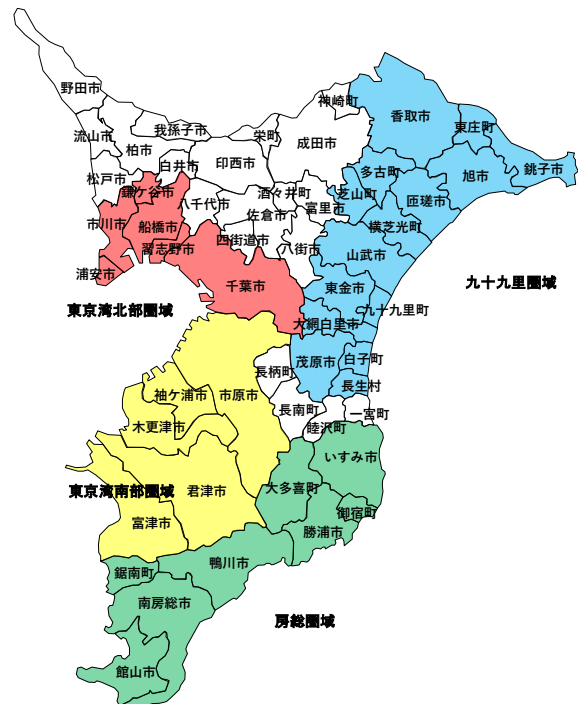 野田市
神崎町
香取市
流山市
我孫子市
栄町
成田市
東庄町
柏市
白井市
印西市
多古町
旭市
銚子市
松戸市
鎌ケ谷市
酒々井町
芝山町
匝瑳市
八千代市
富里市
市川市
船橋市
佐倉市
横芝光町
習志野市
四街道市
八街市
山武市
浦安市
千葉市
東金市
九十九里圏域
東京湾北部圏域
九十九里町
大網白里市
長柄町
茂原市
白子町
長生村
袖ケ浦市
市原市
長南町
一宮町
木更津市
睦沢町
いすみ市
東京湾南部圏域
君津市
大多喜町
富津市
御宿町
勝浦市
鋸南町
鴨川市
南房総市
房総圏域
館山市